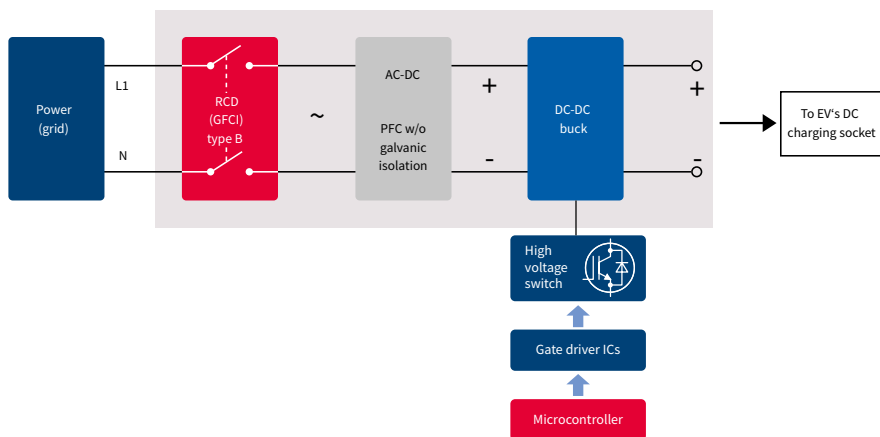 Power
(grid)
L1
N
RCD
(GFCI)
type B
~
AC-DC
PFC w/o
galvanic
isolation
+
-
DC-DC
buck
+
-
To EV‘s DC
charging socket
High
voltage
switch
Gate driver ICs
Microcontroller